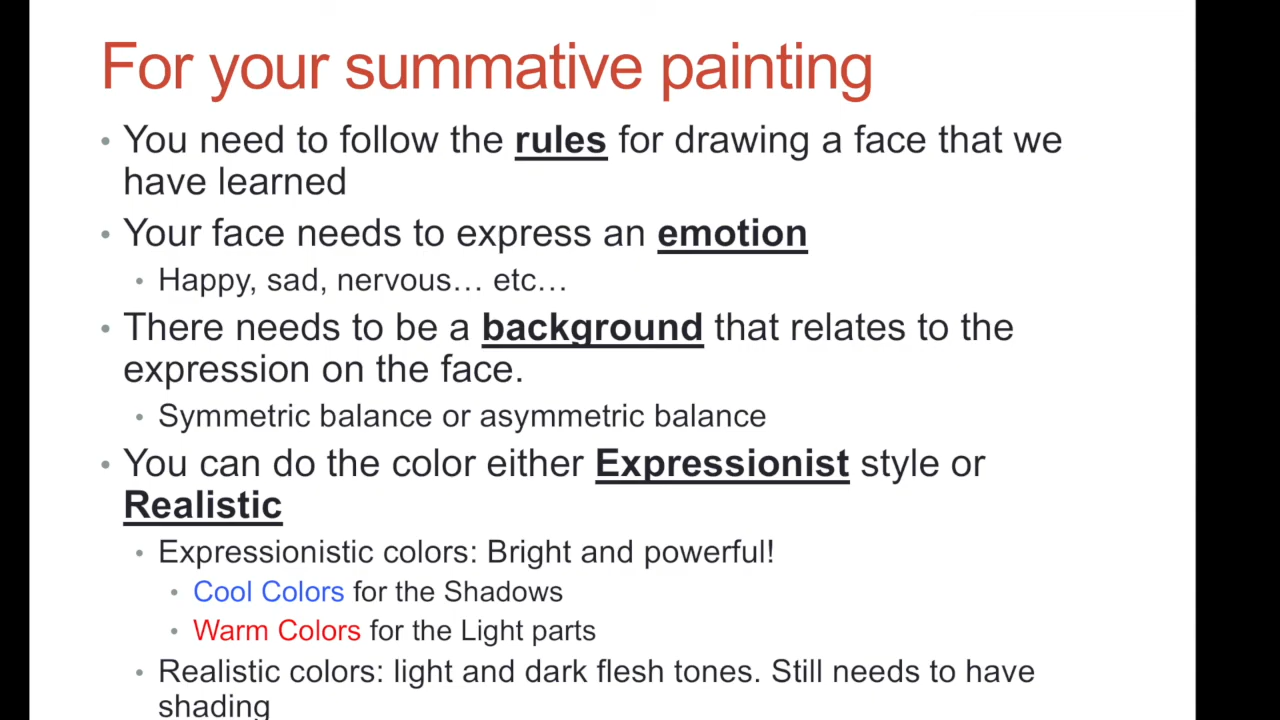 For your summative painting
• You need to follow the rules for drawing a face that we
have learned
• Your face needs to express an emotion
• Happy, sad, nervous… etc…
• There needs to be a background that relates to the
expression on the face.
• Symmetric balance or asymmetric balance
• You can do the color either Expressionist style or
Realistic
• Expressionistic colors: Bright and powerful!
• Cool Colors for the Shadows
• Warm Colors for the Light parts
• Realistic colors: light and dark flesh tones. Still needs to have
shading